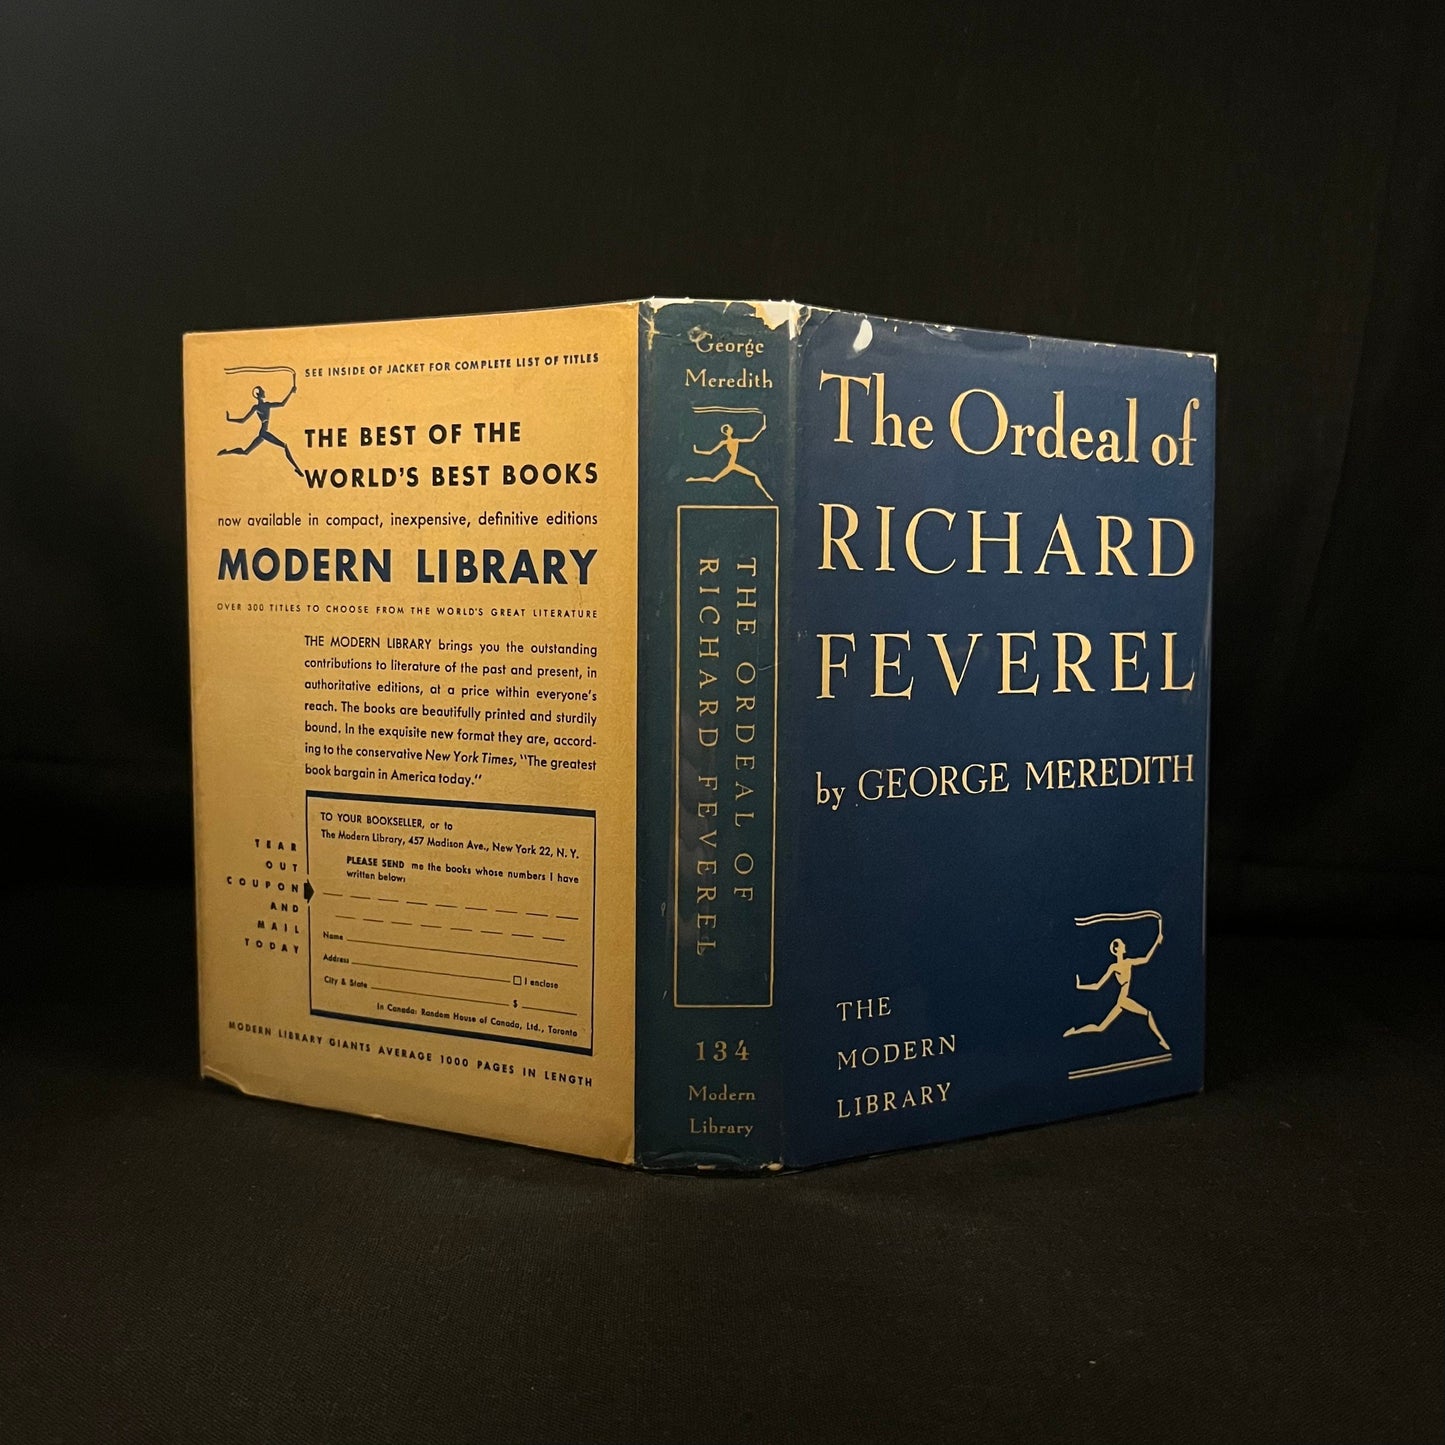 SEE INSIDE OF JACKET FOR COMPLETE LIST OF TITLES
THE BEST OF THE
WORLD'S BEST BOOKS
now available in compact, inexpensive, definitive editions
MODERN LIBRARY
OVER 300 TITLES TO CHOOSE FROM THE WORLD'S GREAT LITERATURE
THE MODERN LIBRARY brings you the outstanding
contributions to literature of the past and present, in
authoritative editions, at a price within everyone's
reach. The books are beautifully printed and sturdily
bound. In the exquisite new format they are, accord-
ing to the conservative New York Times, "The greatest
book bargain in America today."
TEAR
OUT
COUPON
AND
MAIL
TODAY
TO YOUR BOOKSELLER, or to
The Modern Library, 457 Madison Ave., New York 22, N. Y.
PLEASE SEND me the books whose numbers I have
written below:
Name
Address
City & State
I enclose
$
In Canada: Random House of Canada, Ltd., Toronto
MODERN LIBRARY GIANTS AVERAGE 1000 PAGES IN LENGTH
George
Meredith
THE ORDEAL OF
RICHARD FEVEREL
134
Modern
Library
The Ordeal of
RICHARD
FEVEREL
by GEORGE MEREDITH
THE
MODERN
LIBRARY